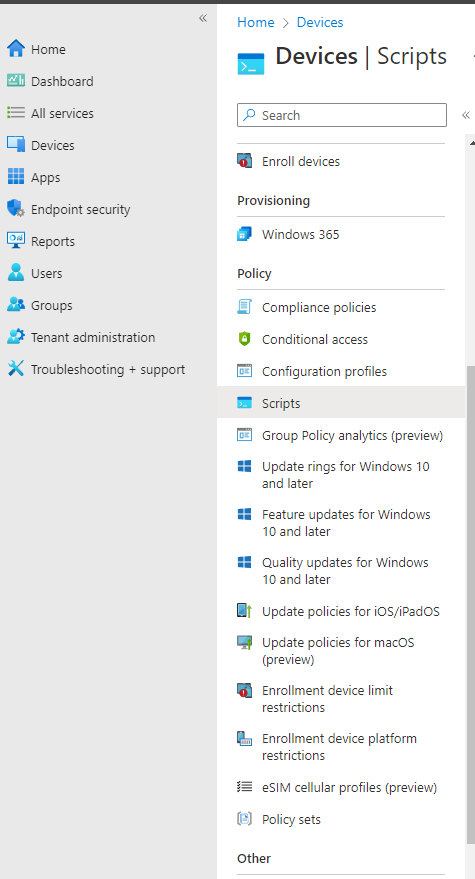 Home
Dashboard
All services
Devices
Apps
Endpoint security
Reports
Users
Groups
Tenant administration
Troubleshooting + support
Home > Devices
Devices | Scripts
Search
Enroll devices
Provisioning
Windows 365
Policy
Compliance policies
Conditional access
Configuration profiles
Scripts
Group Policy analytics (preview)
Update rings for Windows 10
and later
Feature updates for Windows
10 and later
Quality updates for Windows
10 and later
Update policies for iOS/iPadOS
Update policies for macOS
(preview)
Enrollment device limit
restrictions
Enrollment device platform
restrictions
eSIM cellular profiles (preview)
Policy sets
Other